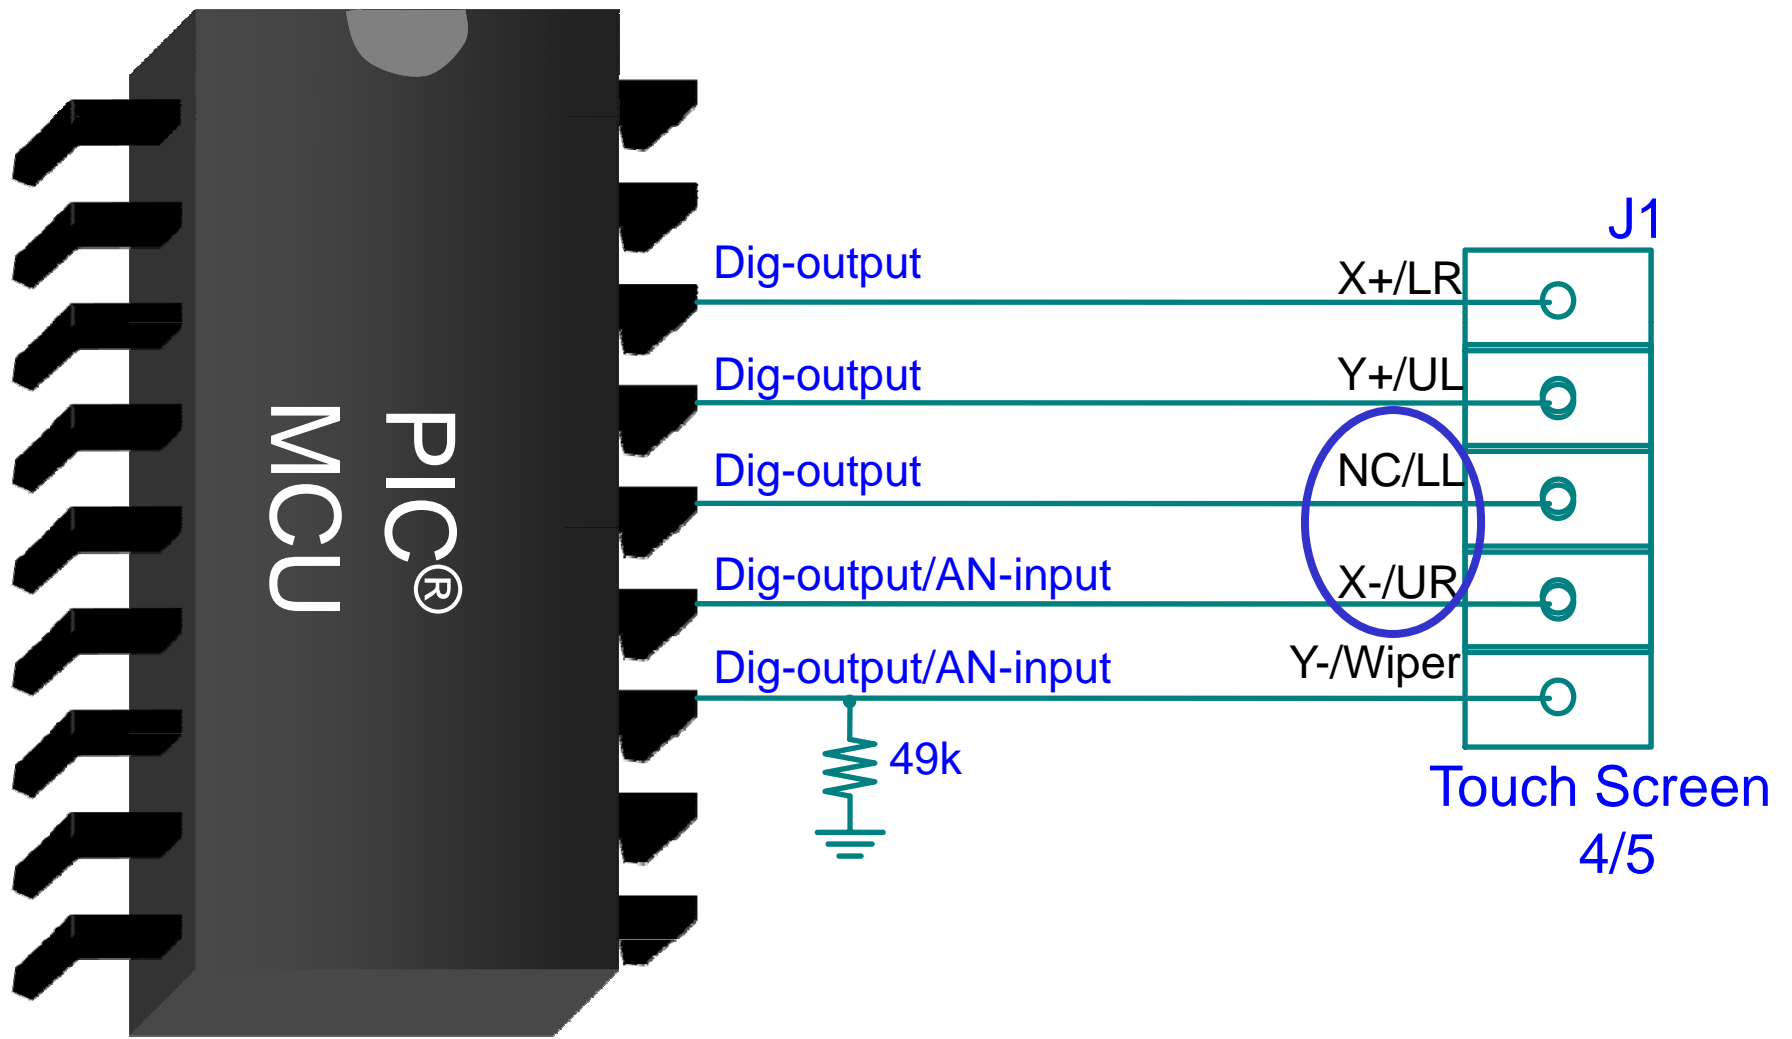 PIC®
MCU
J1
Dig-output
X+/LR
Dig-output
Y+/UL
Dig-output
NC/LL
Dig-output/AN-input
X-/UR
Dig-output/AN-input
Y-/Wiper
49k
Touch Screen
4/5